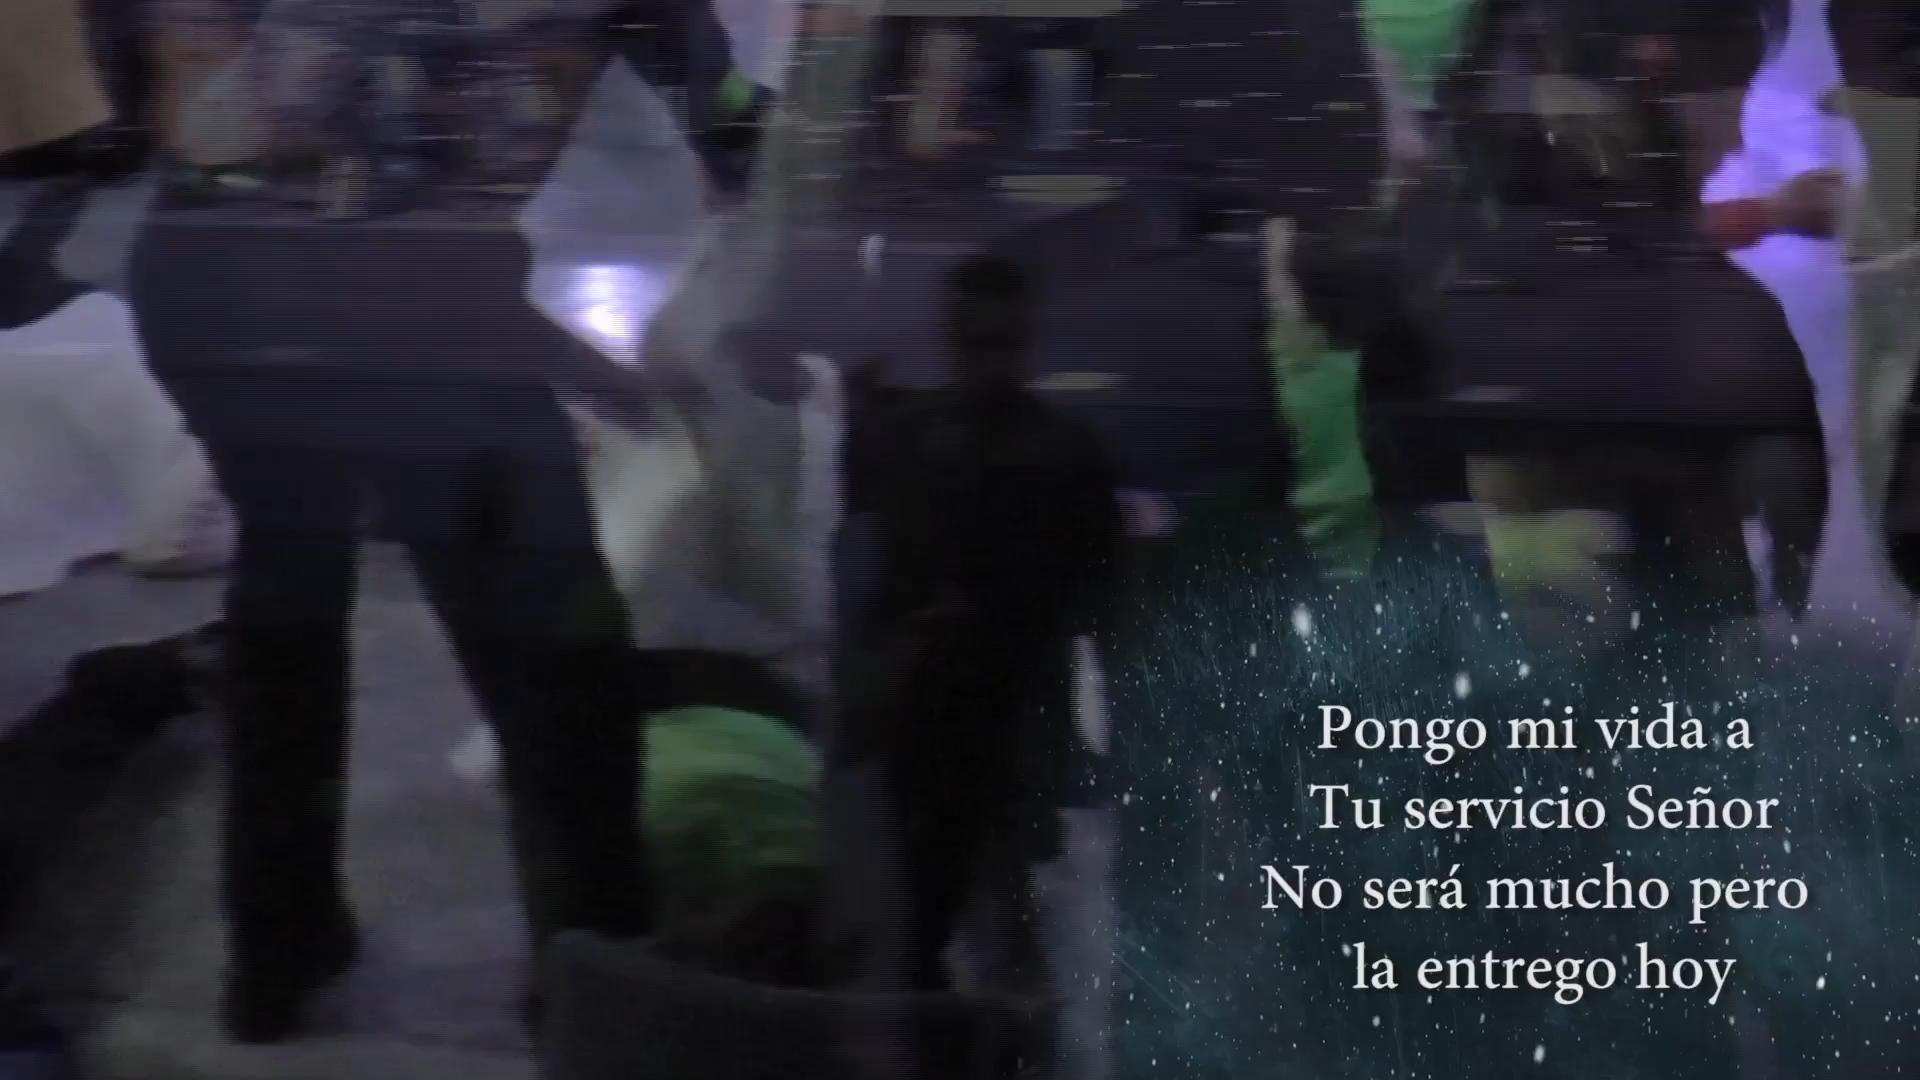 Pongo mi vida a
Tu servicio Señor
No será mucho pero
la entrego hoy